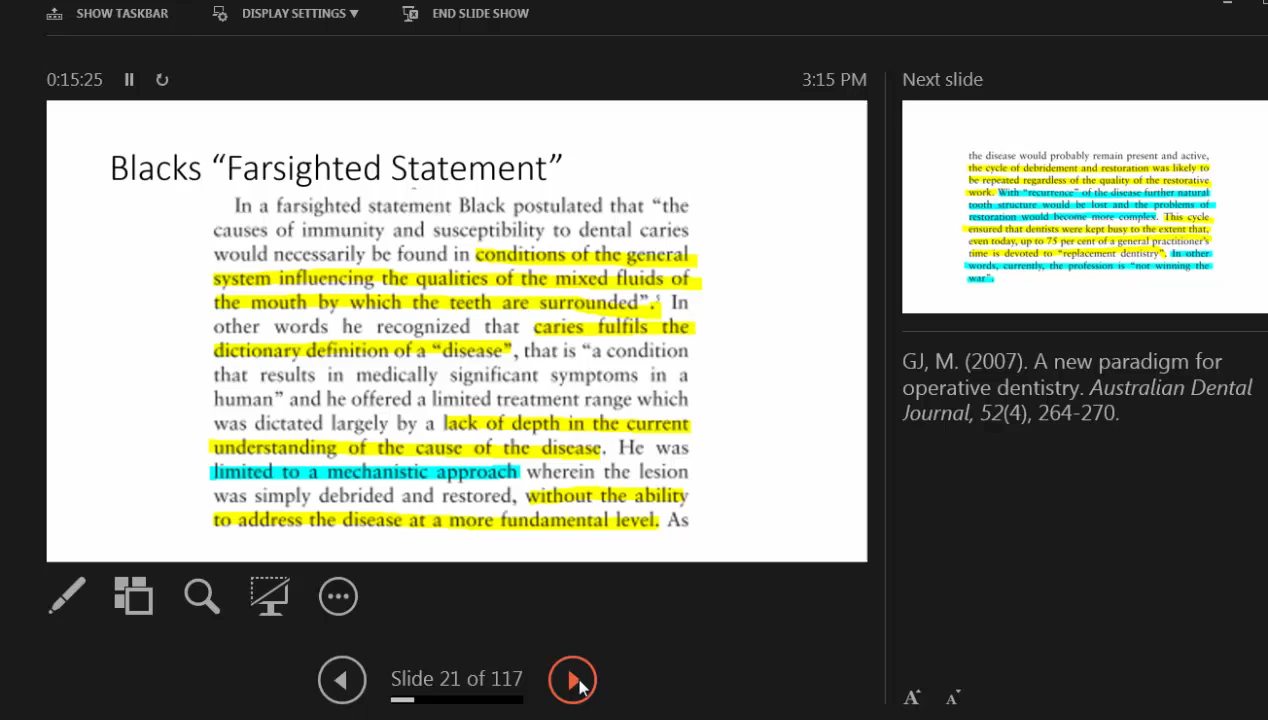 SHOW TASKBAR
DISPLAY SETTINGS ▼
END SLIDE SHOW
0:15:25
3:15 PM
Blacks “Farsighted Statement”
In a farsighted statement Black postulated that “the
causes of immunity and susceptibility to dental caries
would necessarily be found in conditions of the general
system influencing the qualities of the mixed fluids of
the mouth by which the teeth are surrounded”. In
other words he recognized that caries fulfils the
dictionary definition of a “disease”, that is “a condition
that results in medically significant symptoms in a
human” and he offered a limited treatment range which
was dictated largely by a lack of depth in the current
understanding of the cause of the disease. He was
limited to a mechanistic approach wherein the lesion
was simply debrided and restored, without the ability
to address the disease at a more fundamental level. As
Slide 21 of 117
Next slide
the disease would probably remain present and active,
the cycle of debridement and restoration was likely to
be repeated regardless of the quality of the restorative
work. With “recurrence” of the disease further natural
tooth structure would be lost and the problems of
restoration would become more complex. This cycle
ensured that dentists were kept busy to the extent that,
even today, up to 75 per cent of a general practitioner’s
time is devoted to “replacement dentistry”. In other
words, currently, the profession is “not winning the
war”.
GJ, M. (2007). A new paradigm for
operative dentistry. Australian Dental
Journal, 52(4), 264-270.
A A